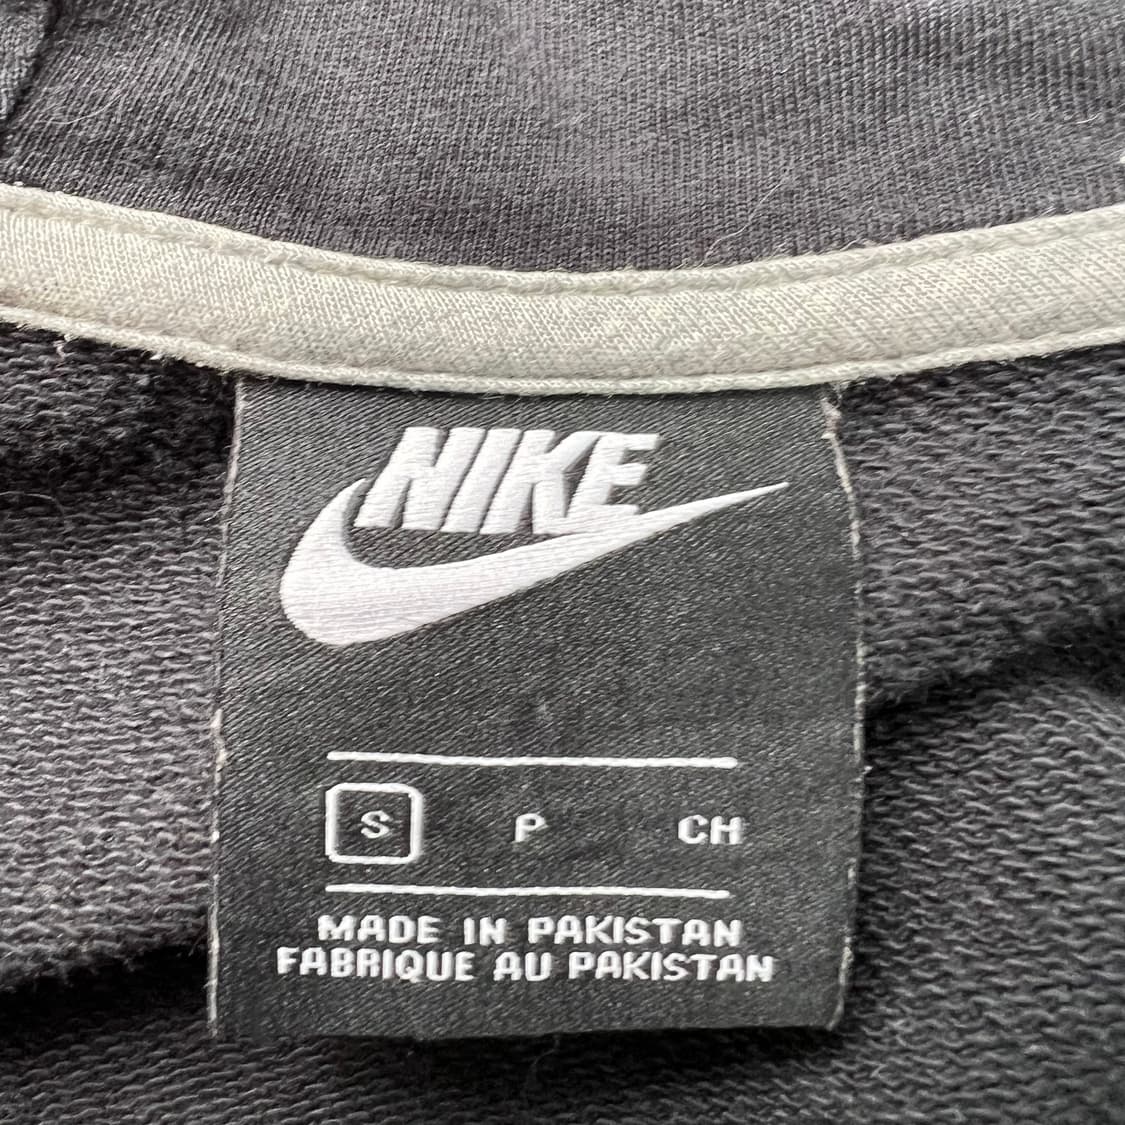 NIKE
S P CH
MADE IN PAKISTAN
FABRIQUE AU PAKISTAN